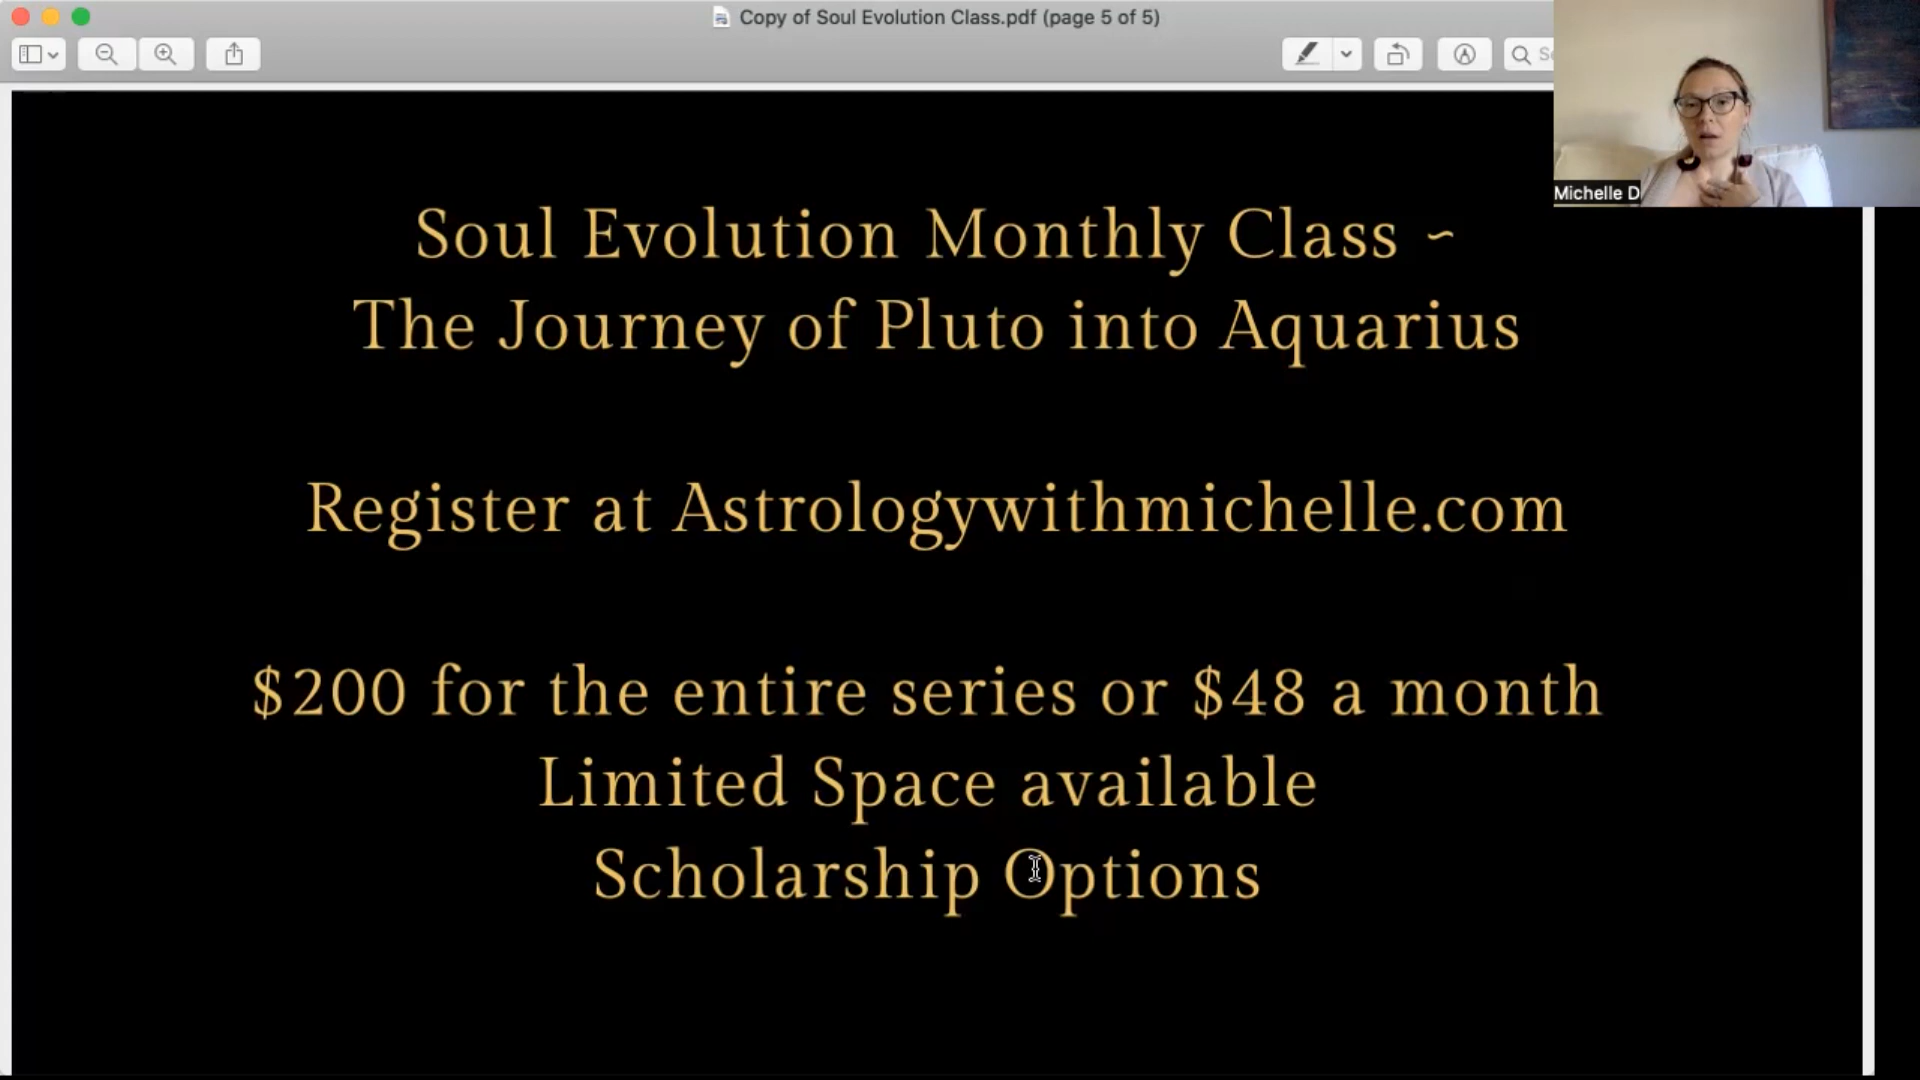 Copy of Soul Evolution Class.pdf (page 5 of 5)
Michelle D
Soul Evolution Monthly Class ~
The Journey of Pluto into Aquarius
Register at Astrologywithmichelle.com
$200 for the entire series or $48 a month
Limited Space available
Scholarship Options